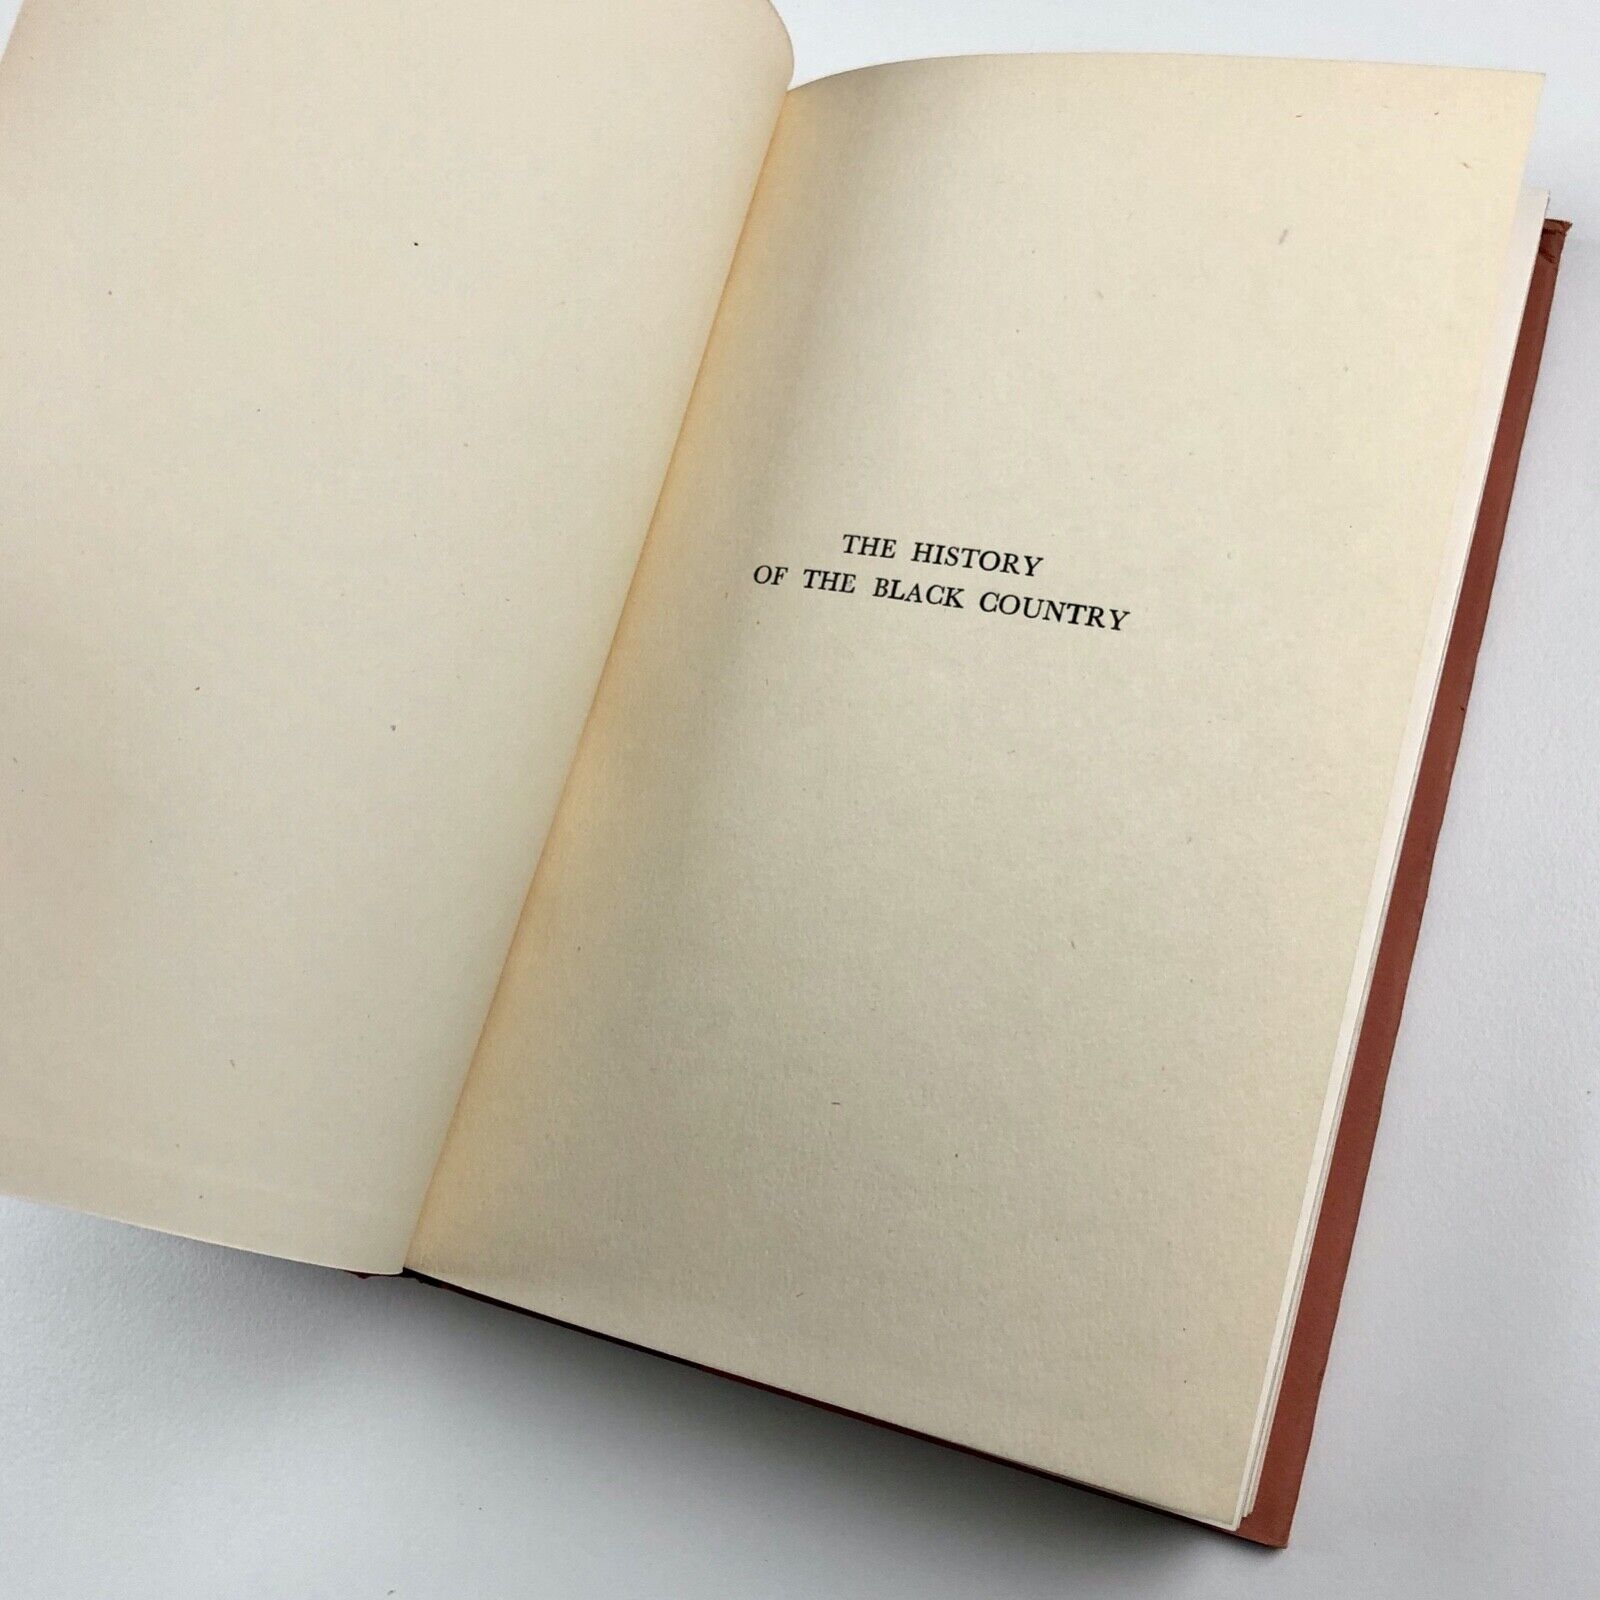 THE HISTORY
OF THE BLACK COUNTRY